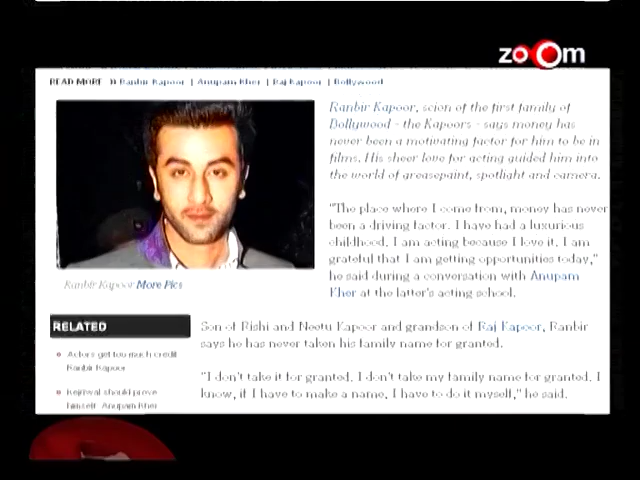 zoom
READ MORE » Ranbir Kapoor | Anupam Kher | Raj Kapoor | Bollywood
Ranbir Kapoor, scion of the first family of
Bollywood - the Kapoors - says money has
never been a motivating factor for him to be in
films. His sheer love for acting guided him into
the world of greasepaint, spotlight and camera.
"The place where I come from, money has never
been a driving factor. I have had a luxurious
childhood. I am acting because I love it. I am
grateful that I am getting opportunities today,"
he said during a conversation with Anupam
Kher at the latter's acting school.
Ranbir Kapoor More Pics
RELATED
Actors get too much credit:
Ranbir Kapoor
Kejriwal should prove
himself: Anupam Kher
Son of Rishi and Neetu Kapoor and grandson of Raj Kapoor, Ranbir
says he has never taken his family name for granted.
"I don't take it for granted. I don't take my family name for granted. I
know, if I have to make a name, I have to do it myself," he said.